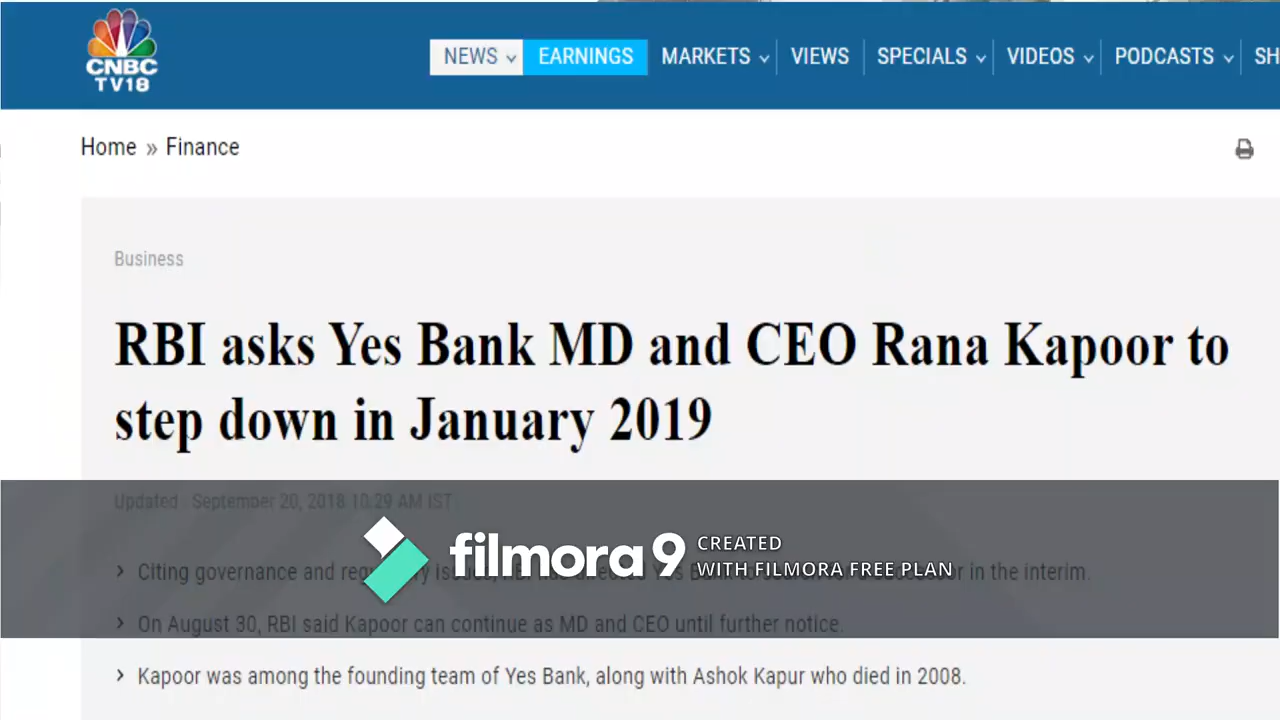 CNBC
TV18
NEWS EARNINGS MARKETS VIEWS SPECIALS VIDEOS PODCASTS SH
Home » Finance
Business
RBI asks Yes Bank MD and CEO Rana Kapoor to
step down in January 2019
Updated : September 20, 2018 10:29 AM IST
filmora 9 CREATED
WITH FILMORA FREE PLAN
Citing governance and in the interim.
On August 30, RBI said Kapoor can continue as MD and CEO until further notice.
Kapoor was among the founding team of Yes Bank, along with Ashok Kapur who died in 2008.